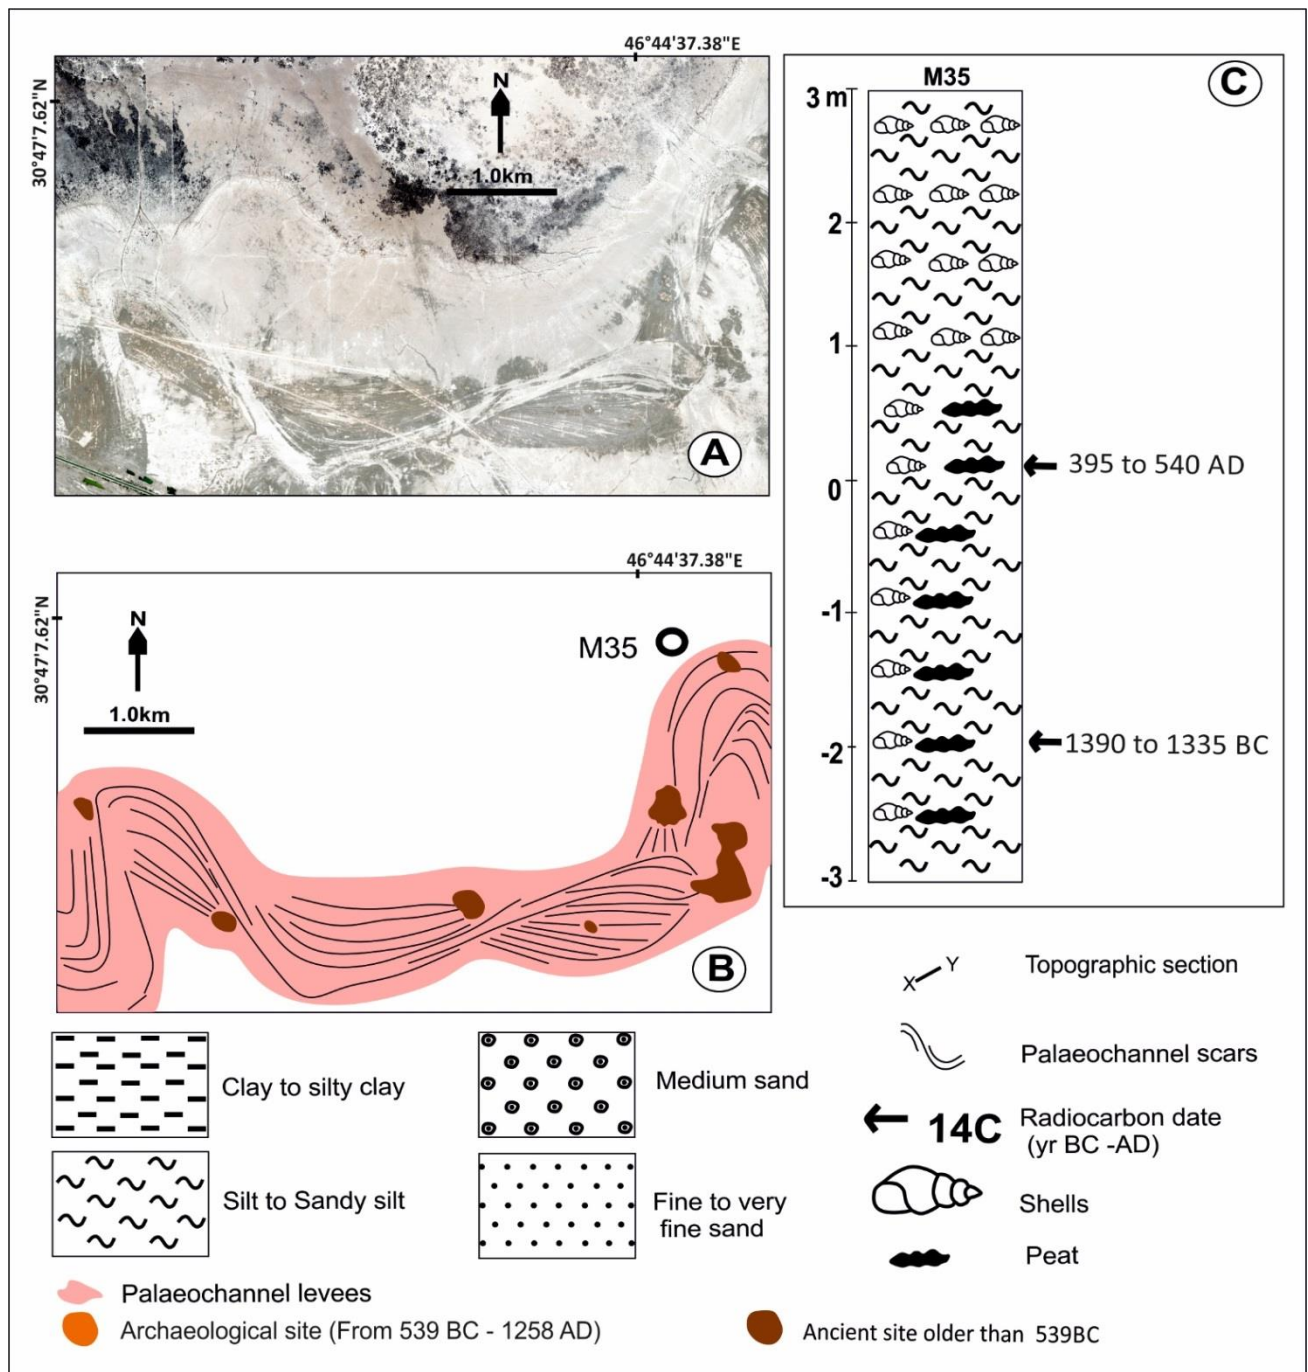 46°44'37.38"E
30°47'7.62"N
N
1.0km
A
M35
C
3 m
2
1
0
-1
-2
-3
395 to 540 AD
1390 to 1335 BC
46°44'37.38"E
30°47'7.62"N
N
1.0km
M35
B
Clay to silty clay
Medium sand
Silt to Sandy silt
Fine to very
fine sand
X Y
Topographic section
Palaeochannel scars
14C
Radiocarbon date
(yr BC -AD)
Shells
Peat
Palaeochannel levees
Archaeological site (From 539 BC - 1258 AD)
Ancient site older than 539BC